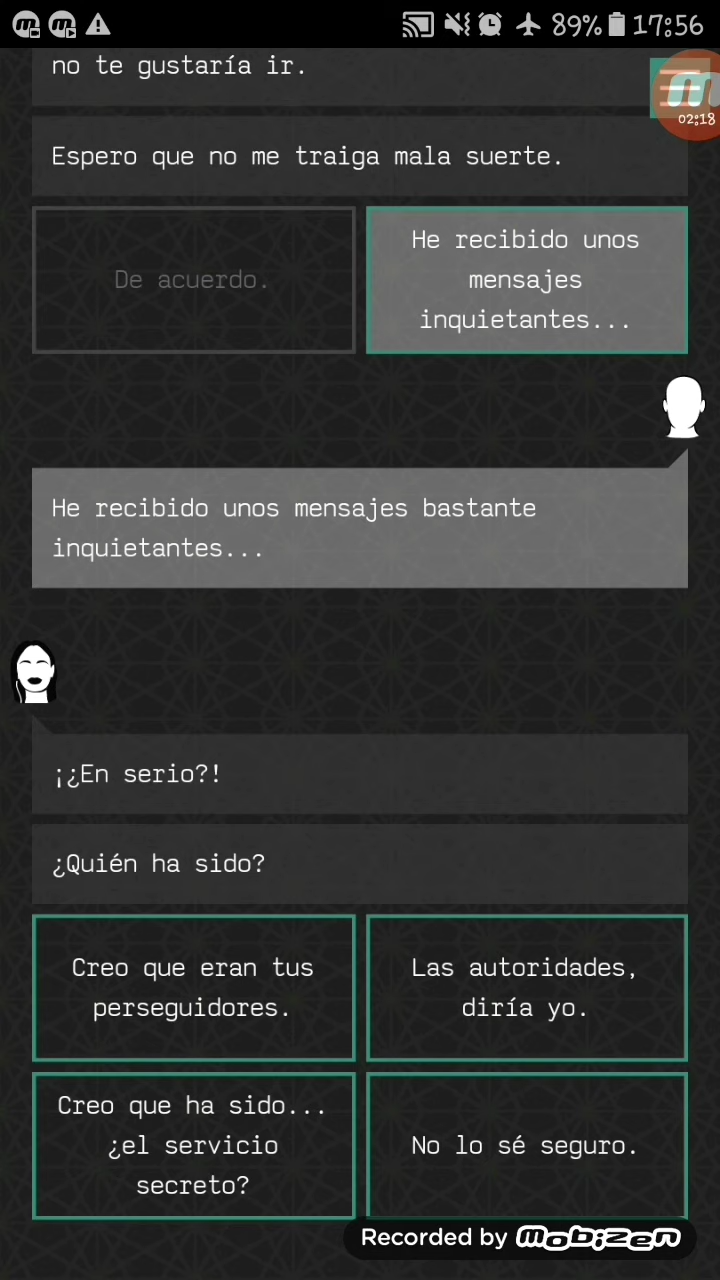 89% 17:56
no te gustaría ir.
02:18
Espero que no me traiga mala suerte.
De acuerdo.
He recibido unos
mensajes
inquietantes...
He recibido unos mensajes bastante
inquietantes...
¡¿En serio?!
¿Quién ha sido?
Creo que eran tus
perseguidores.
Las autoridades,
diría yo.
Creo que ha sido...
¿el servicio
secreto?
No lo sé seguro.
Recorded by mobizen